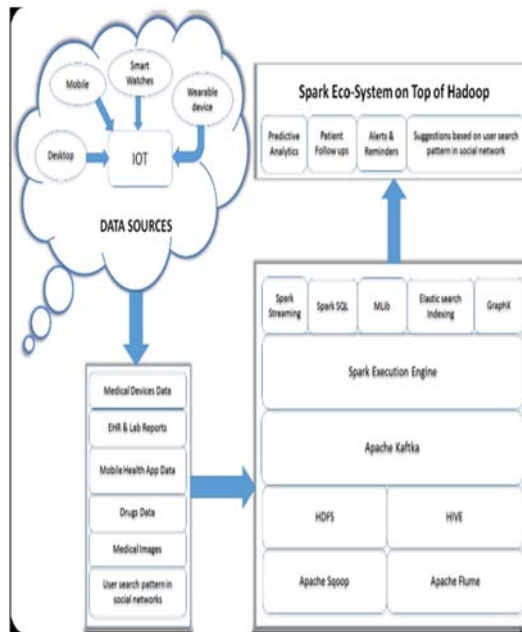 Mobile
Smart
Watches
Wearable
device
Desktop
IOT
DATA SOURCES
Medical Devices Data
EHR & Lab Reports
Mobile Health App Data
Drugs Data
Medical Images
User search pattern in
social networks
Spark Eco-System on Top of Hadoop
Predictive
Analytics
Patient
Follow ups
Alerts &
Reminders
Suggestions based on user search
pattern in social network
Spark
Streaming
Spark SQL
MLib
Elastic search
Indexing
GraphX
Spark Execution Engine
Apache Kaftka
HDFS
HIVE
Apache Sqoop
Apache Flume